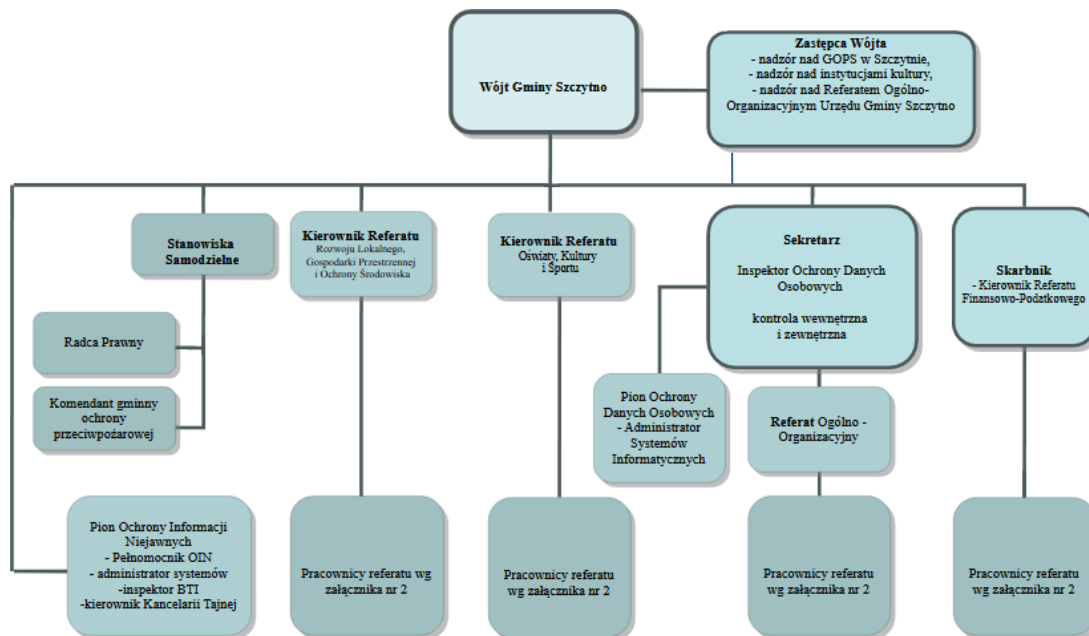 Wójt Gminy Szczytno
Zastępca Wójta
- nadzór nad GOPS w Szczytnie,
- nadzór nad instytucjami kultury,
- nadzór nad Referatem Ogólno-
Organizacyjnym Urzędu Gminy Szczytno
Stanowiska
Samodzielne
Kierownik Referatu
Rozwoju Lokalnego,
Gospodarki Przestrzennej
i Ochrony Środowiska
Kierownik Referatu
Oświaty, Kultury
i Sportu
Sekretarz
Inspektor Ochrony Danych
Osobowych
kontrola wewnętrzna
i zewnętrzna
Skarbnik
- Kierownik Referatu
Finansowo-Podatkowego
Radca Prawny
Komendant gminny
ochrony
przeciwpożarowej
Pion Ochrony
Danych Osobowych
- Administrator
Systemów
Informatycznych
Referat Ogólno -
Organizacyjny
Pion Ochrony Informacji
Niejawnych
- Pełnomocnik OIN
- administrator systemów
-inspektor BTI
-kierownik Kancelarii Tajnej
Pracownicy referatu wg
załącznika nr 2
Pracownicy referatu
wg załącznika nr 2
Pracownicy referatu
wg załącznika nr 2
Pracownicy referatu
wg załącznika nr 2